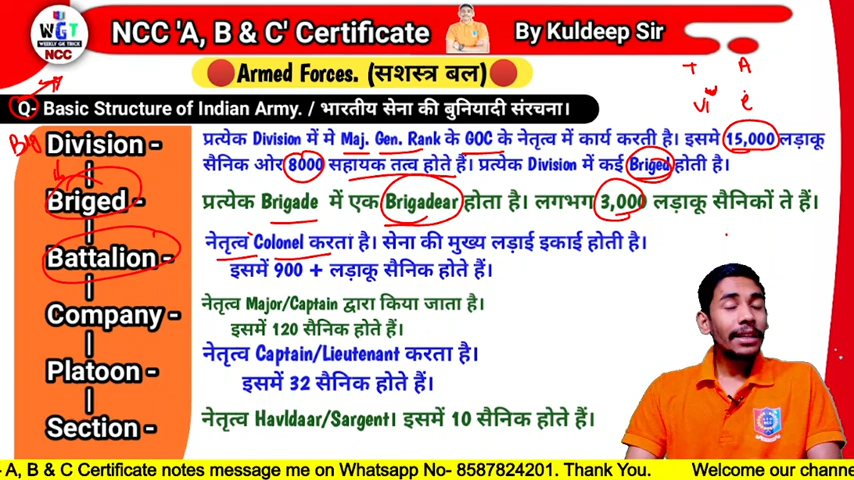 WGT
WEEKLY GK TRICK
NCC
NCC 'A, B & C' Certificate
By Kuldeep Sir
Armed Forces. (सशस्त्र बल)
T A
VI
Q- Basic Structure of Indian Army. / भारतीय सेना की बुनियादी संरचना।
Big
Division - प्रत्येक Division में मे Maj. Gen. Rank के GOC के नेतृत्व में कार्य करती है। इसमे 15,000 लड़ाकू
सैनिक ओर 8000 सहायक तत्व होते हैं। प्रत्येक Division में कई Briged होती है।
Briged - प्रत्येक Brigade में एक Brigadear होता है। लगभग 3,000 लड़ाकू सैनिकों ते हैं।
Battalion - नेतृत्व Colonel करता है। सेना की मुख्य लड़ाई इकाई होती है।
इसमें 900 + लड़ाकू सैनिक होते हैं।
Company - नेतृत्व Major/Captain द्वारा किया जाता है।
इसमें 120 सैनिक होते हैं।
Platoon - नेतृत्व Captain/Lieutenant करता है।
इसमें 32 सैनिक होते हैं।
Section - नेतृत्व Havldaar/Sargent। इसमें 10 सैनिक होते हैं।
- A, B & C Certificate notes message me on Whatsapp No- 8587824201. Thank You. Welcome our channe